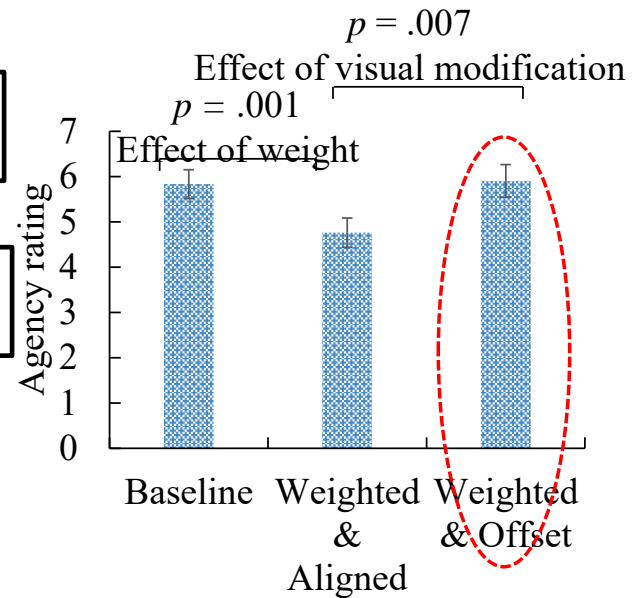 p = .007
Effect of visual modification
p = .001
Effect of weight
Agency rating
7
6
5
4
3
2
1
0
Baseline
Weighted
&
Aligned
Weighted
& Offset